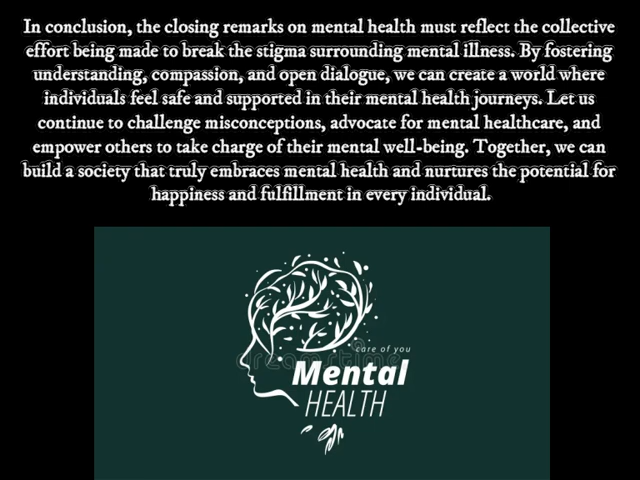 In conclusion, the closing remarks on mental health must reflect the collective
effort being made to break the stigma surrounding mental illness. By fostering
understanding, compassion, and open dialogue, we can create a world where
individuals feel safe and supported in their mental health journeys. Let us
continue to challenge misconceptions, advocate for mental healthcare, and
empower others to take charge of their mental well-being. Together, we can
build a society that truly embraces mental health and nurtures the potential for
happiness and fulfillment in every individual.
care of you
dreamstime
Mental
HEALTH